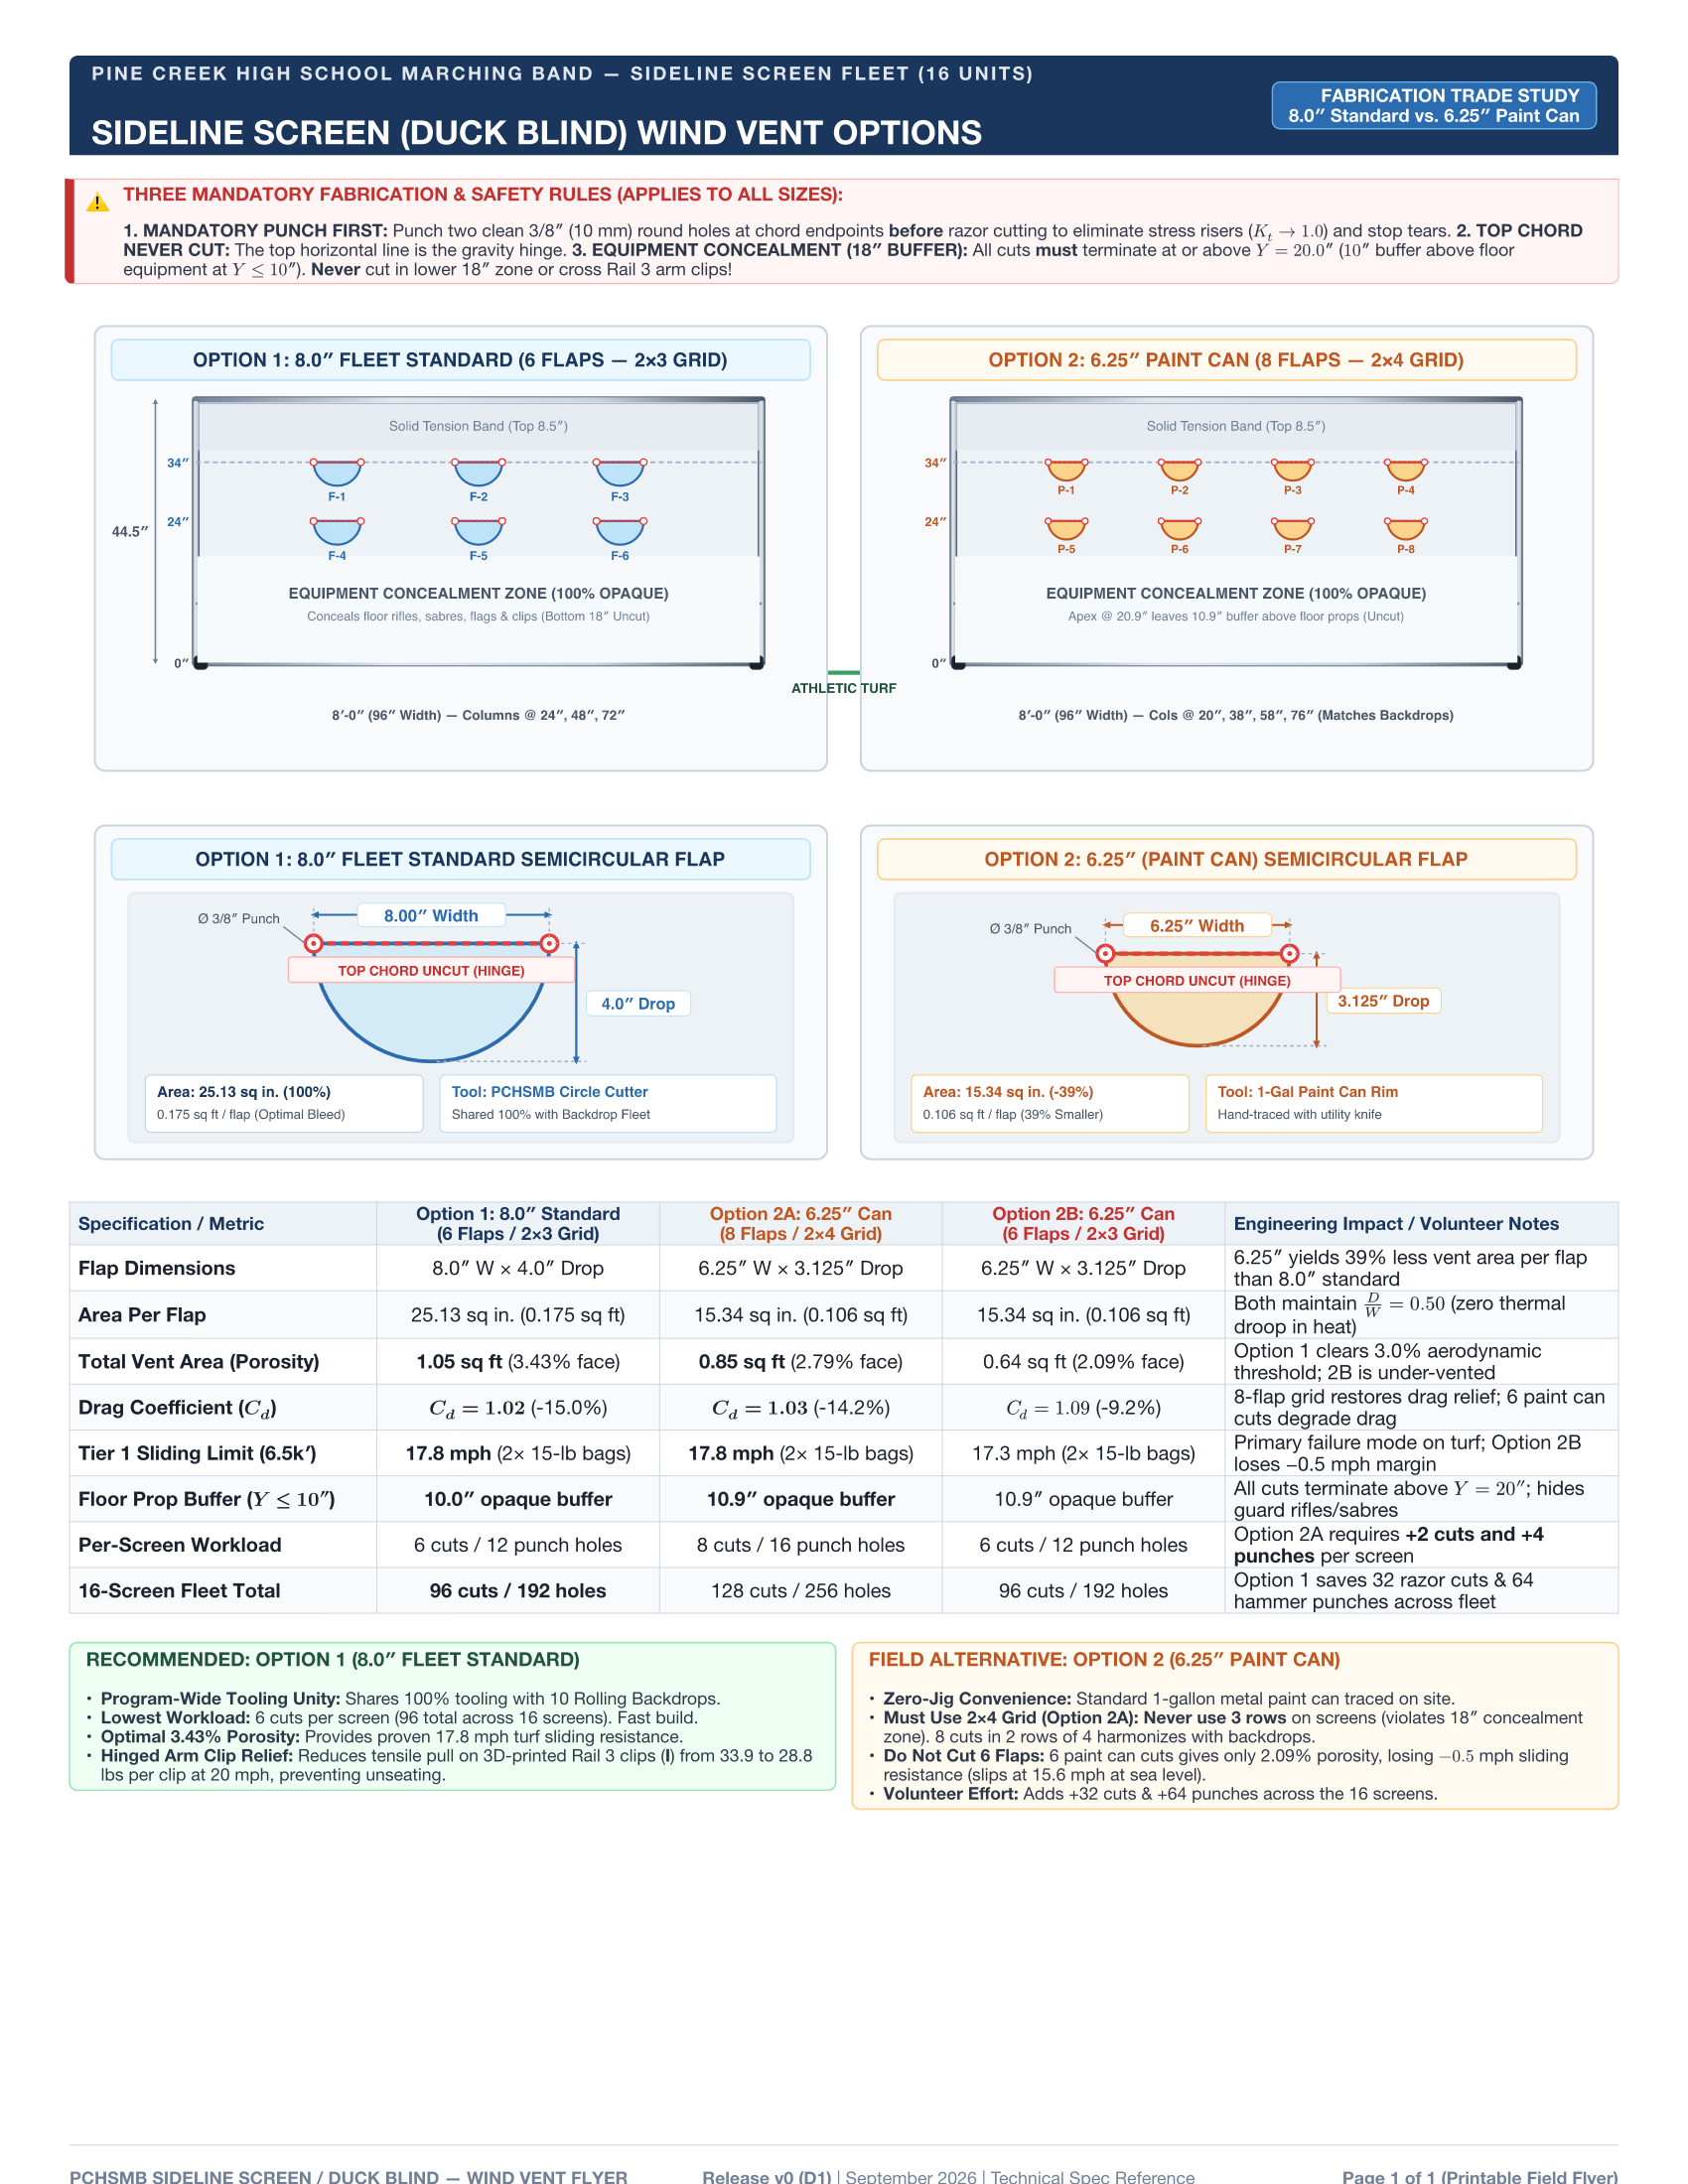 PINE CREEK HIGH SCHOOL MARCHING BAND — SIDELINE SCREEN FLEET (16 UNITS)
SIDELINE SCREEN (DUCK BLIND) WIND VENT OPTIONS
FABRICATION TRADE STUDY
8.0″ Standard vs. 6.25″ Paint Can
THREE MANDATORY FABRICATION & SAFETY RULES (APPLIES TO ALL SIZES):
1. MANDATORY PUNCH FIRST: Punch two clean 3/8″ (10 mm) round holes at chord endpoints before razor cutting to eliminate stress risers (K_t → 1.0) and stop tears. 2. TOP CHORD
NEVER CUT: The top horizontal line is the gravity hinge. 3. EQUIPMENT CONCEALMENT (18″ BUFFER): All cuts must terminate at or above Y = 20.0″ (10″ buffer above floor
equipment at Y ≤ 10″). Never cut in lower 18″ zone or cross Rail 3 arm clips!
OPTION 1: 8.0″ FLEET STANDARD (6 FLAPS — 2×3 GRID)
Solid Tension Band (Top 8.5″)
34″
F-1 F-2 F-3
24″
44.5″
F-4 F-5 F-6
EQUIPMENT CONCEALMENT ZONE (100% OPAQUE)
Conceals floor rifles, sabres, flags & clips (Bottom 18″ Uncut)
0″
8′-0″ (96″ Width) — Columns @ 24″, 48″, 72″
OPTION 2: 6.25″ PAINT CAN (8 FLAPS — 2×4 GRID)
Solid Tension Band (Top 8.5″)
34″
P-1 P-2 P-3 P-4
24″
P-5 P-6 P-7 P-8
EQUIPMENT CONCEALMENT ZONE (100% OPAQUE)
Apex @ 20.9″ leaves 10.9″ buffer above floor props (Uncut)
0″
ATHLETIC TURF
8′-0″ (96″ Width) — Cols @ 20″, 38″, 58″, 76″ (Matches Backdrops)
OPTION 1: 8.0″ FLEET STANDARD SEMICIRCULAR FLAP
Ø 3/8″ Punch
8.00″ Width
TOP CHORD UNCUT (HINGE)
4.0″ Drop
Area: 25.13 sq in. (100%)
0.175 sq ft / flap (Optimal Bleed)
Tool: PCHSMB Circle Cutter
Shared 100% with Backdrop Fleet
OPTION 2: 6.25″ (PAINT CAN) SEMICIRCULAR FLAP
Ø 3/8″ Punch
6.25″ Width
TOP CHORD UNCUT (HINGE)
3.125″ Drop
Area: 15.34 sq in. (-39%)
0.106 sq ft / flap (39% Smaller)
Tool: 1-Gal Paint Can Rim
Hand-traced with utility knife
Specification / Metric | Option 1: 8.0″ Standard (6 Flaps / 2×3 Grid) | Option 2A: 6.25″ Can (8 Flaps / 2×4 Grid) | Option 2B: 6.25″ Can (6 Flaps / 2×3 Grid) | Engineering Impact / Volunteer Notes
Flap Dimensions | 8.0″ W × 4.0″ Drop | 6.25″ W × 3.125″ Drop | 6.25″ W × 3.125″ Drop | 6.25″ yields 39% less vent area per flap than 8.0″ standard
Area Per Flap | 25.13 sq in. (0.175 sq ft) | 15.34 sq in. (0.106 sq ft) | 15.34 sq in. (0.106 sq ft) | Both maintain D/W = 0.50 (zero thermal droop in heat)
Total Vent Area (Porosity) | 1.05 sq ft (3.43% face) | 0.85 sq ft (2.79% face) | 0.64 sq ft (2.09% face) | Option 1 clears 3.0% aerodynamic threshold; 2B is under-vented
Drag Coefficient (C_d) | C_d = 1.02 (-15.0%) | C_d = 1.03 (-14.2%) | C_d = 1.09 (-9.2%) | 8-flap grid restores drag relief; 6 paint can cuts degrade drag
Tier 1 Sliding Limit (6.5k′) | 17.8 mph (2× 15-lb bags) | 17.8 mph (2× 15-lb bags) | 17.3 mph (2× 15-lb bags) | Primary failure mode on turf; Option 2B loses −0.5 mph margin
Floor Prop Buffer (Y ≤ 10″) | 10.0″ opaque buffer | 10.9″ opaque buffer | 10.9″ opaque buffer | All cuts terminate above Y = 20″; hides guard rifles/sabres
Per-Screen Workload | 6 cuts / 12 punch holes | 8 cuts / 16 punch holes | 6 cuts / 12 punch holes | Option 2A requires +2 cuts and +4 punches per screen
16-Screen Fleet Total | 96 cuts / 192 holes | 128 cuts / 256 holes | 96 cuts / 192 holes | Option 1 saves 32 razor cuts & 64 hammer punches across fleet
RECOMMENDED: OPTION 1 (8.0″ FLEET STANDARD)
• Program-Wide Tooling Unity: Shares 100% tooling with 10 Rolling Backdrops.
• Lowest Workload: 6 cuts per screen (96 total across 16 screens). Fast build.
• Optimal 3.43% Porosity: Provides proven 17.8 mph turf sliding resistance.
• Hinged Arm Clip Relief: Reduces tensile pull on 3D-printed Rail 3 clips (I) from 33.9 to 28.8
lbs per clip at 20 mph, preventing unseating.
FIELD ALTERNATIVE: OPTION 2 (6.25″ PAINT CAN)
• Zero-Jig Convenience: Standard 1-gallon metal paint can traced on site.
• Must Use 2×4 Grid (Option 2A): Never use 3 rows on screens (violates 18″ concealment
zone). 8 cuts in 2 rows of 4 harmonizes with backdrops.
• Do Not Cut 6 Flaps: 6 paint can cuts gives only 2.09% porosity, losing −0.5 mph sliding
resistance (slips at 15.6 mph at sea level).
• Volunteer Effort: Adds +32 cuts & +64 punches across the 16 screens.
PCHSMB SIDELINE SCREEN / DUCK BLIND — WIND VENT FLYER
Release v0 (D1) | September 2026 | Technical Spec Reference
Page 1 of 1 (Printable Field Flyer)